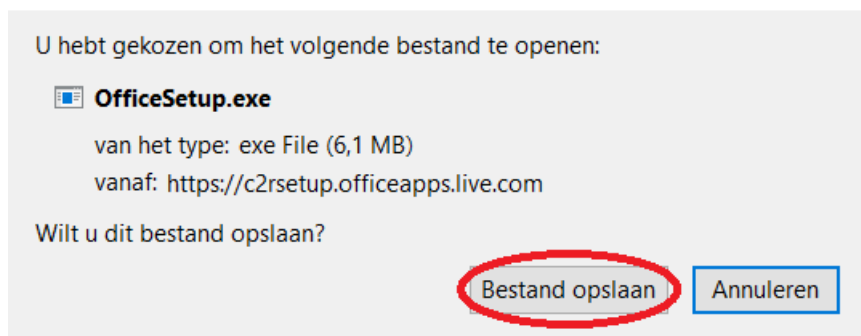 U hebt gekozen om het volgende bestand te openen:
OfficeSetup.exe
van het type: exe File (6,1 MB)
vanaf: https://c2rsetup.officeapps.live.com
Wilt u dit bestand opslaan?
Bestand opslaan Annuleren